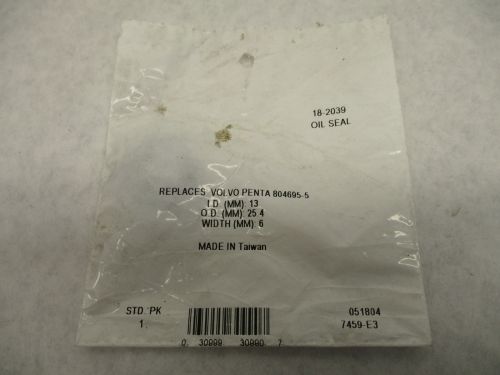 18-2039
OIL SEAL
REPLACES VOLVO PENTA 804695-5
I.D. (MM): 13
O.D. (MM): 25.4
WIDTH (MM): 6
MADE IN Taiwan
STD. PK 051804
1 7459-E3
0 30999 30990 7